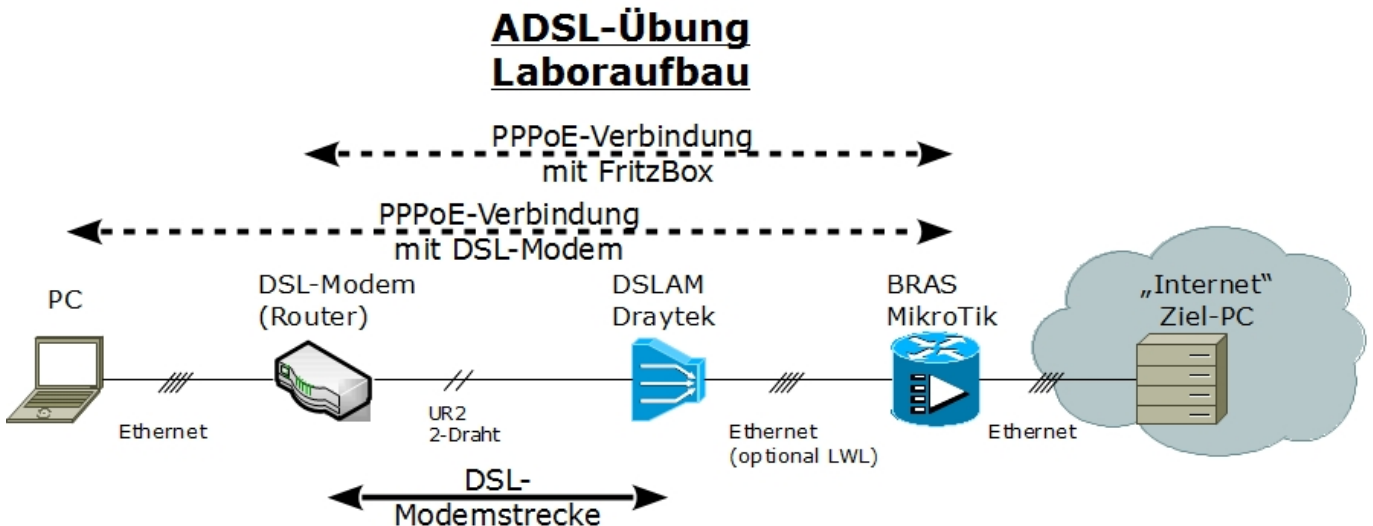 ADSL-Übung
Laboraufbau
PPPoE-Verbindung
mit FritzBox
PPPoE-Verbindung
mit DSL-Modem
PC
DSL-Modem
(Router)
DSLAM
Draytek
BRAS
MikroTik
„Internet“
Ziel-PC
Ethernet
UR2
2-Draht
Ethernet
(optional LWL)
Ethernet
DSL-
Modemstrecke